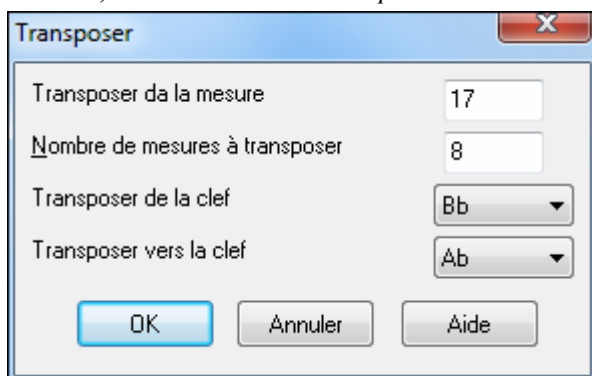 Transposer
Transposer da la mesure 17
Nombre de mesures à transposer 8
Transposer de la clef Bb
Transposer vers la clef Ab
OK Annuler Aide